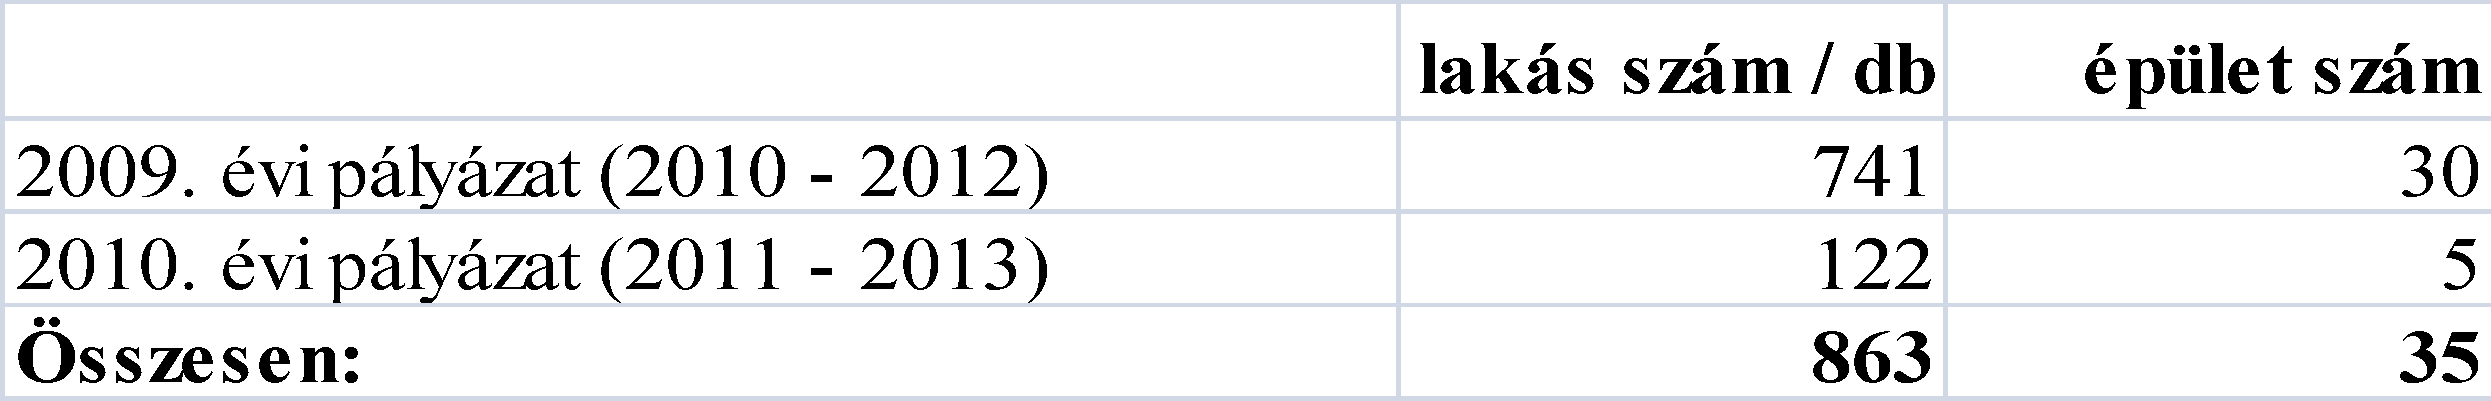 lakás szám / db épület szám
2009. évi pályázat (2010 - 2012) 741 30
2010. évi pályázat (2011 - 2013) 122 5
Összesen: 863 35